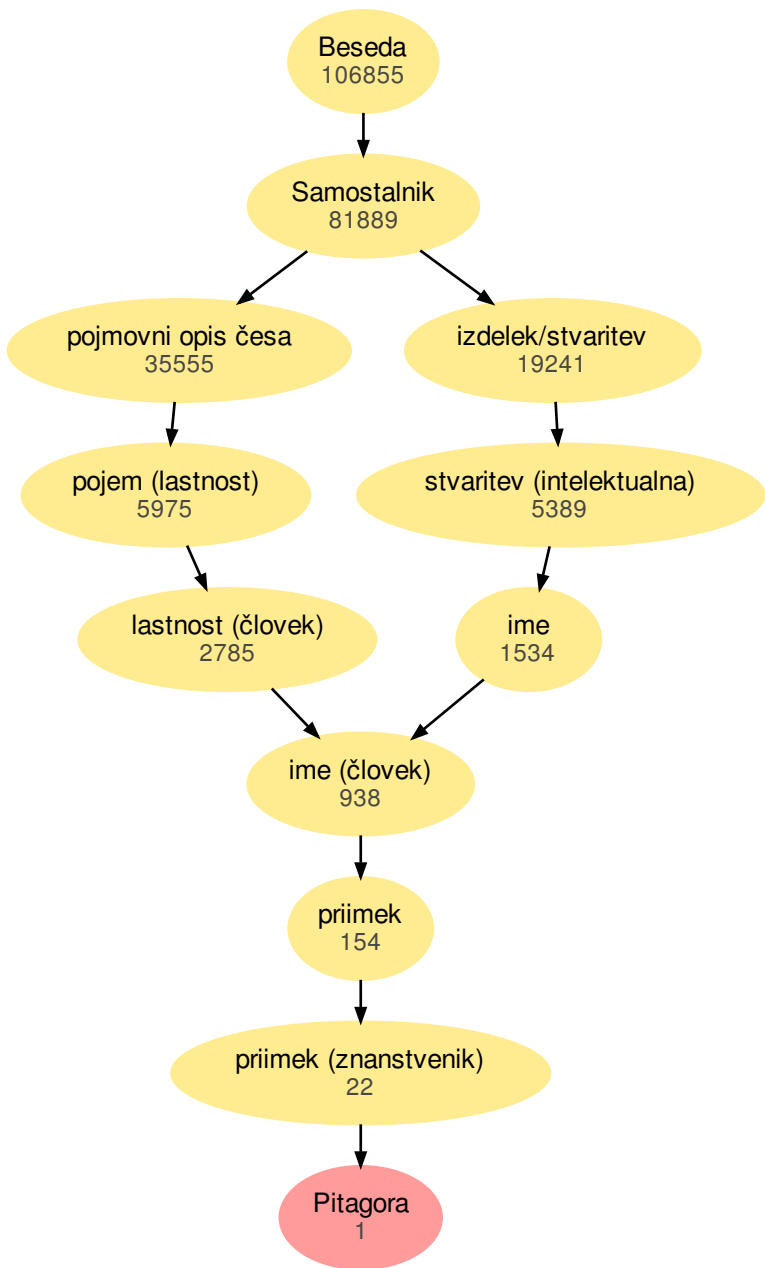 Beseda
106855
Samostalnik
81889
pojmovni opis česa
35555
izdelek/stvaritev
19241
pojem (lastnost)
5975
stvaritev (intelektualna)
5389
lastnost (človek)
2785
ime
1534
ime (človek)
938
priimek
154
priimek (znanstvenik)
22
Pitagora
1